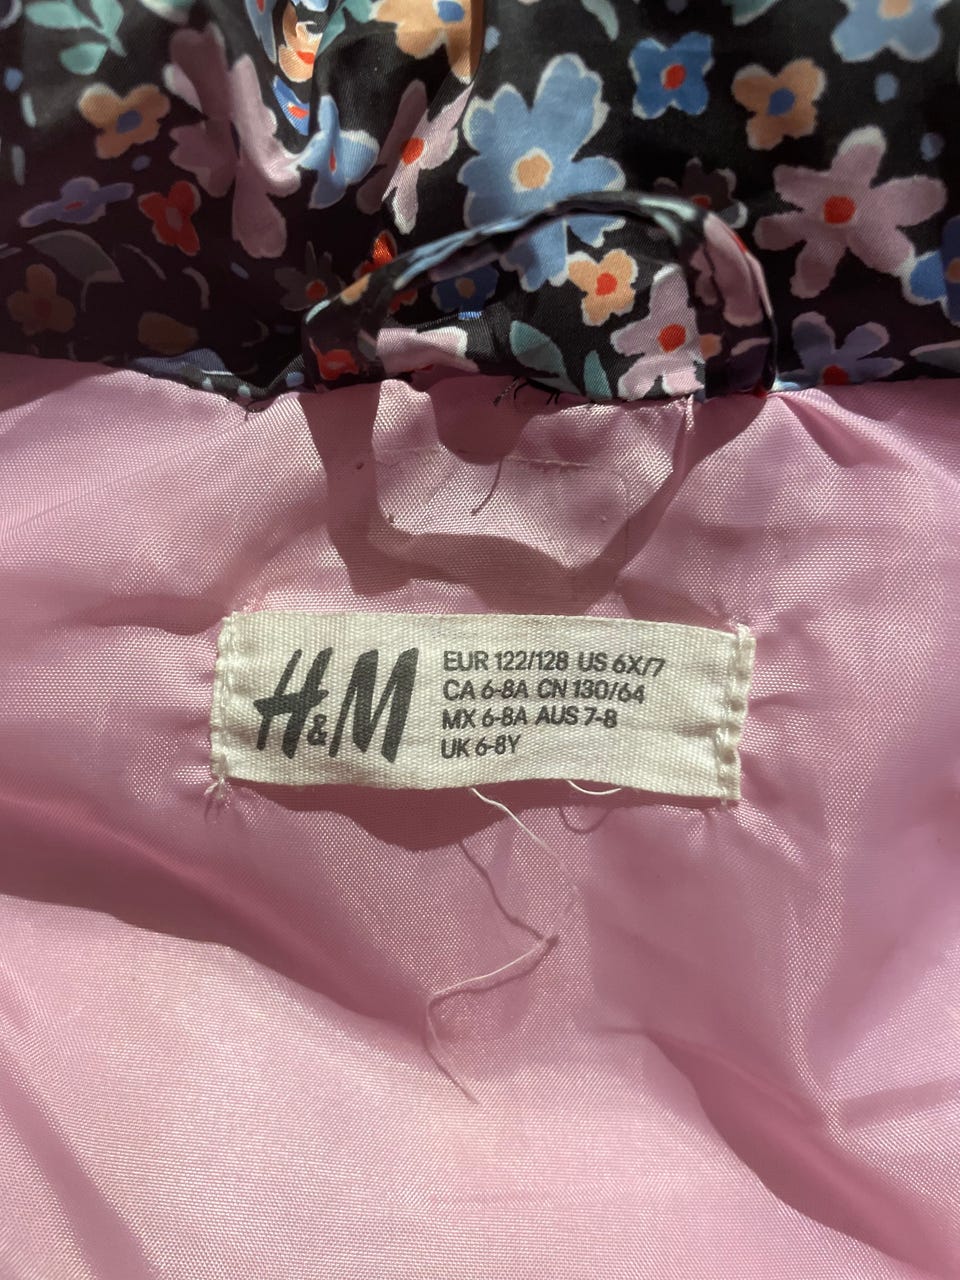 H&M
EUR 122/128 US 6X/7
CA 6-8A CN 130/64
MX 6-8A AUS 7-8
UK 6-8Y